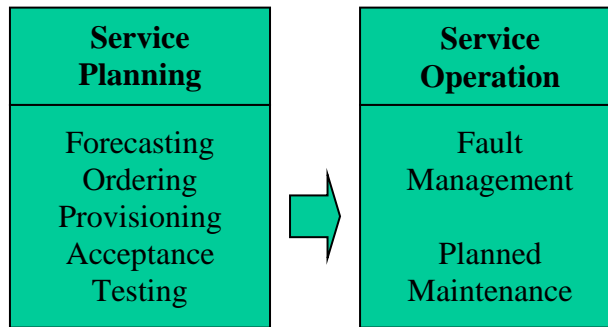 Service
Planning
Forecasting
Ordering
Provisioning
Acceptance
Testing
Service
Operation
Fault
Management
Planned
Maintenance